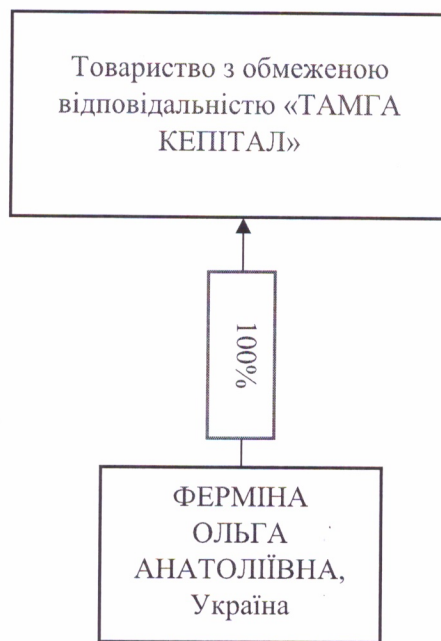 Товариство з обмеженою
відповідальністю «ТАМГА
КЕПІТАЛ»
100%
ФЕРМІНА
ОЛЬГА
АНАТОЛІЇВНА,
Україна